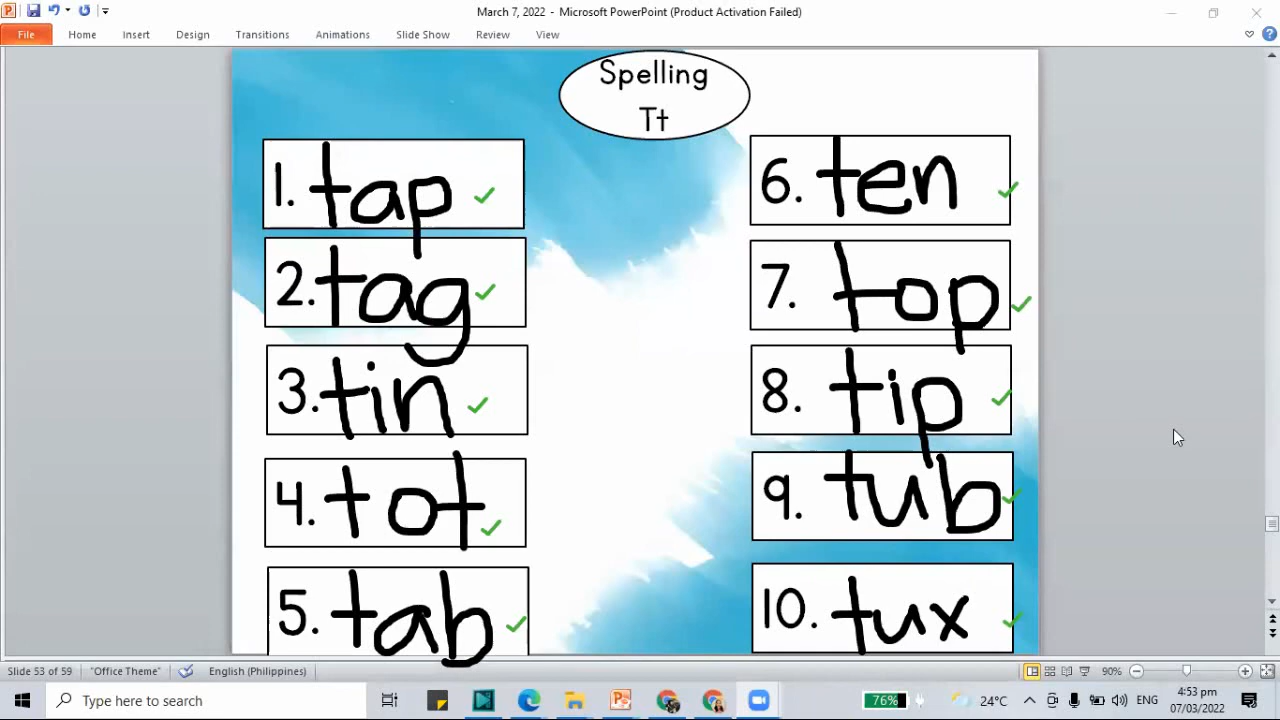 March 7, 2022 - Microsoft PowerPoint (Product Activation Failed)
File Home Insert Design Transitions Animations Slide Show Review View
Spelling
Tt
1. tap
2. tag
3. tin
4. tot
5. tab
6. ten
7. top
8. tip
9. tub
10. tux
Slide 53 of 59 "Office Theme" English (Philippines) 90%
Type here to search 76% 24°C ENG 4:53 pm
07/03/2022